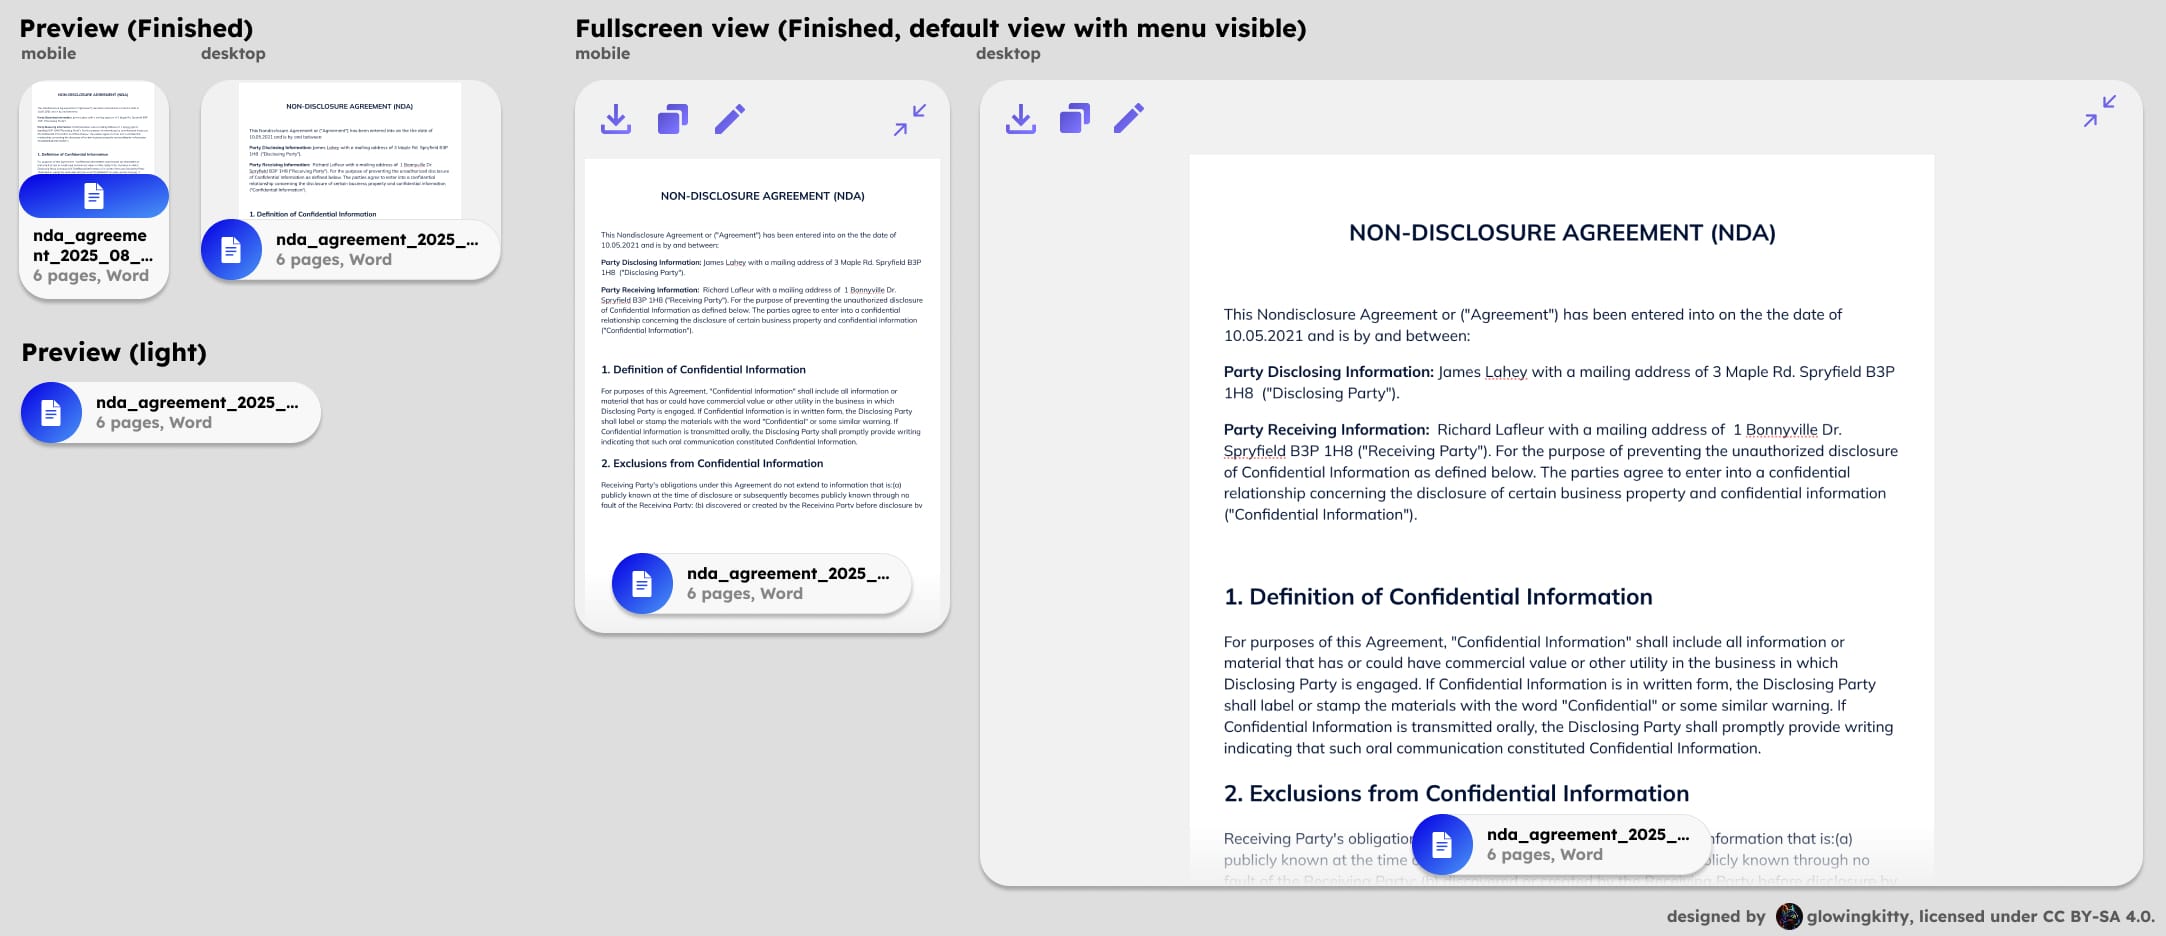 Preview (Finished)
mobile
desktop
NON-DISCLOSURE AGREEMENT (NDA)
1. Definition of Confidential Information
nda_agreeme
nt_2025_08_...
6 pages, Word
NON-DISCLOSURE AGREEMENT (NDA)
This Nondisclosure Agreement or ("Agreement") has been entered into on the the date of
10.05.2021 and is by and between:
Party Disclosing Information: James Lahey with a mailing address of 3 Maple Rd. Spryfield B3P
1H8 ("Disclosing Party").
Party Receiving Information: Richard Lafleur with a mailing address of 1 Bonnyville Dr.
Spryfield B3P 1H8 ("Receiving Party"). For the purpose of preventing the unauthorized disclosure
of Confidential Information as defined below. The parties agree to enter into a confidential
relationship concerning the disclosure of certain business property and confidential information
("Confidential Information").
1. Definition of Confidential Information
nda_agreement_2025_...
6 pages, Word
Preview (light)
nda_agreement_2025_...
6 pages, Word
Fullscreen view (Finished, default view with menu visible)
mobile
NON-DISCLOSURE AGREEMENT (NDA)
This Nondisclosure Agreement or ("Agreement") has been entered into on the the date of
10.05.2021 and is by and between:
Party Disclosing Information: James Lahey with a mailing address of 3 Maple Rd. Spryfield B3P
1H8 ("Disclosing Party").
Party Receiving Information: Richard Lafleur with a mailing address of 1 Bonnyville Dr.
Spryfield B3P 1H8 ("Receiving Party"). For the purpose of preventing the unauthorized disclosure
of Confidential Information as defined below. The parties agree to enter into a confidential
relationship concerning the disclosure of certain business property and confidential information
("Confidential Information").
1. Definition of Confidential Information
For purposes of this Agreement, "Confidential Information" shall include all information or
material that has or could have commercial value or other utility in the business in which
Disclosing Party is engaged. If Confidential Information is in written form, the Disclosing Party
shall label or stamp the materials with the word "Confidential" or some similar warning. If
Confidential Information is transmitted orally, the Disclosing Party shall promptly provide writing
indicating that such oral communication constituted Confidential Information.
2. Exclusions from Confidential Information
Receiving Party's obligations under this Agreement do not extend to information that is:(a)
publicly known at the time of disclosure or subsequently becomes publicly known through no
fault of the Receiving Party; (b) discovered or created by the Receiving Party before disclosure by
nda_agreement_2025_...
6 pages, Word
desktop
NON-DISCLOSURE AGREEMENT (NDA)
This Nondisclosure Agreement or ("Agreement") has been entered into on the the date of
10.05.2021 and is by and between:
Party Disclosing Information: James Lahey with a mailing address of 3 Maple Rd. Spryfield B3P
1H8 ("Disclosing Party").
Party Receiving Information: Richard Lafleur with a mailing address of 1 Bonnyville Dr.
Spryfield B3P 1H8 ("Receiving Party"). For the purpose of preventing the unauthorized disclosure
of Confidential Information as defined below. The parties agree to enter into a confidential
relationship concerning the disclosure of certain business property and confidential information
("Confidential Information").
1. Definition of Confidential Information
For purposes of this Agreement, "Confidential Information" shall include all information or
material that has or could have commercial value or other utility in the business in which
Disclosing Party is engaged. If Confidential Information is in written form, the Disclosing Party
shall label or stamp the materials with the word "Confidential" or some similar warning. If
Confidential Information is transmitted orally, the Disclosing Party shall promptly provide writing
indicating that such oral communication constituted Confidential Information.
2. Exclusions from Confidential Information
Receiving Party's obligation nformation that is:(a)
publicly known at the time blicly known through no
fault of the Receiving Party; (b) discovered or created by the Receiving Party before disclosure by
nda_agreement_2025_...
6 pages, Word
designed by glowingkitty, licensed under CC BY-SA 4.0.